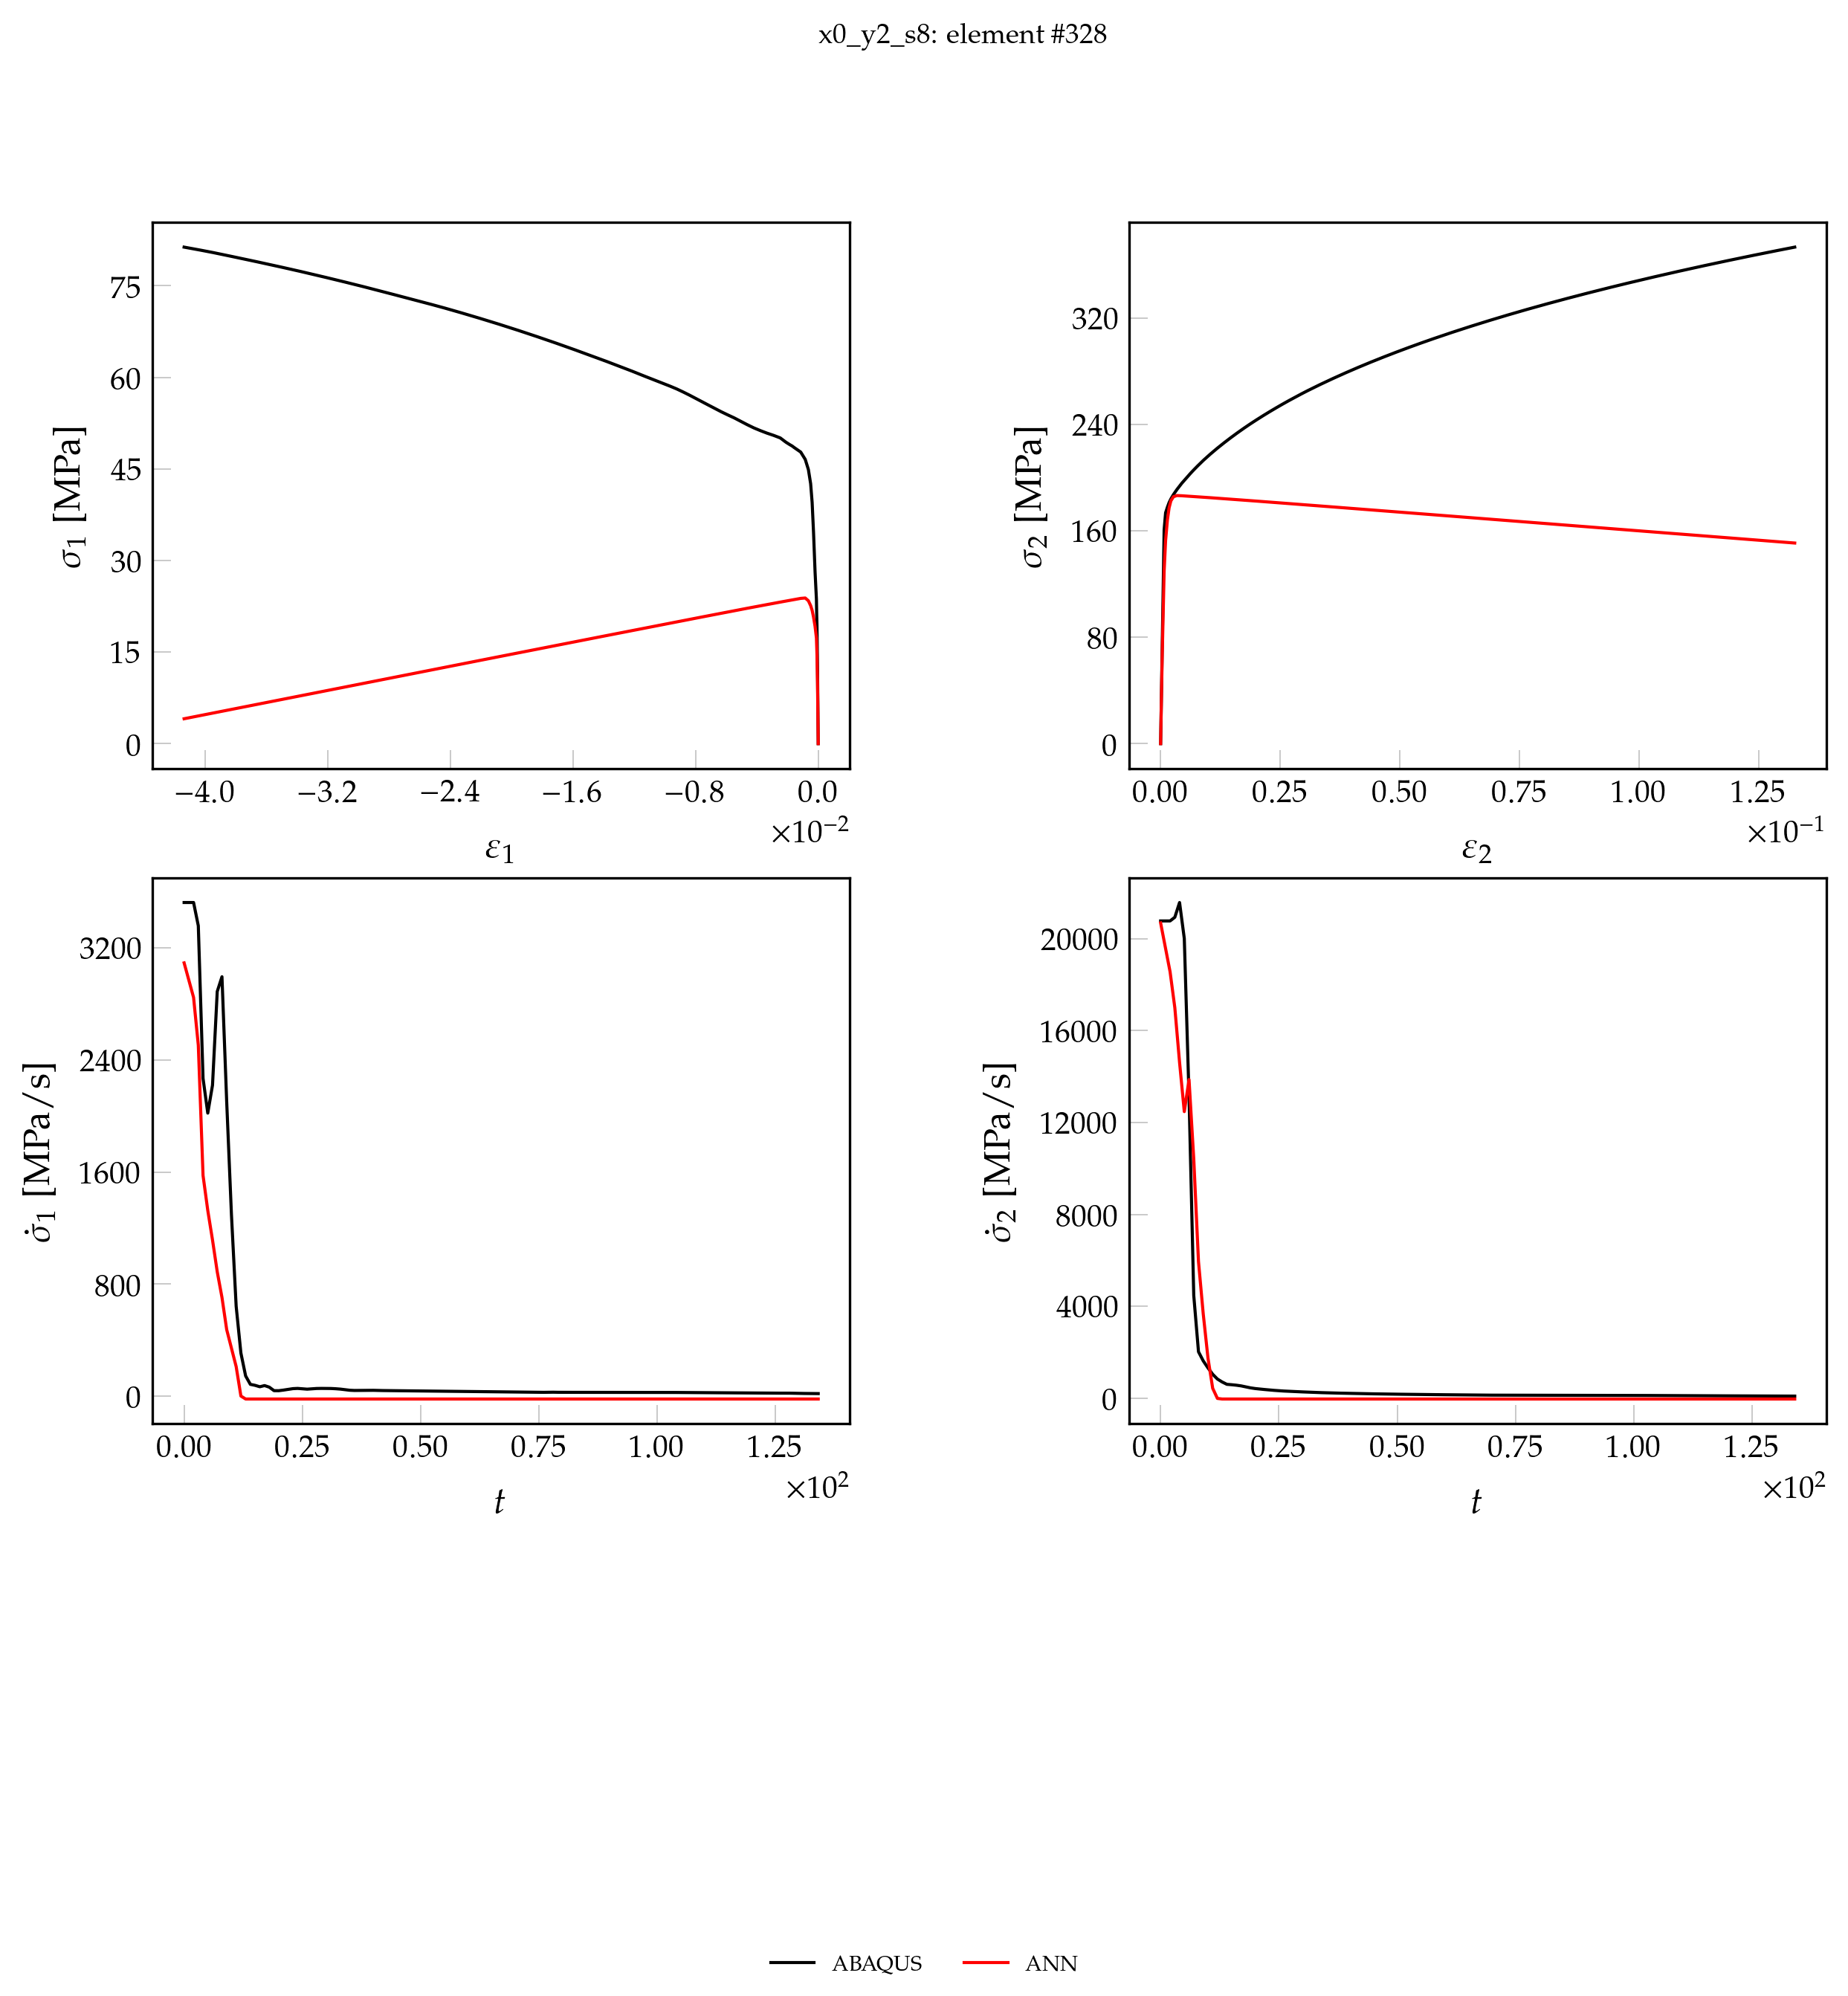 x0_y2_s8: element #328
σ1 [MPa]
75
60
45
30
15
0
−4.0 −3.2 −2.4 −1.6 −0.8 0.0
×10−2
ε1
σ2 [MPa]
320
240
160
80
0
0.00 0.25 0.50 0.75 1.00 1.25
×10−1
ε2
σ̇1 [MPa/s]
3200
2400
1600
800
0
0.00 0.25 0.50 0.75 1.00 1.25
×102
t
σ̇2 [MPa/s]
20000
16000
12000
8000
4000
0
0.00 0.25 0.50 0.75 1.00 1.25
×102
t
ABAQUS ANN